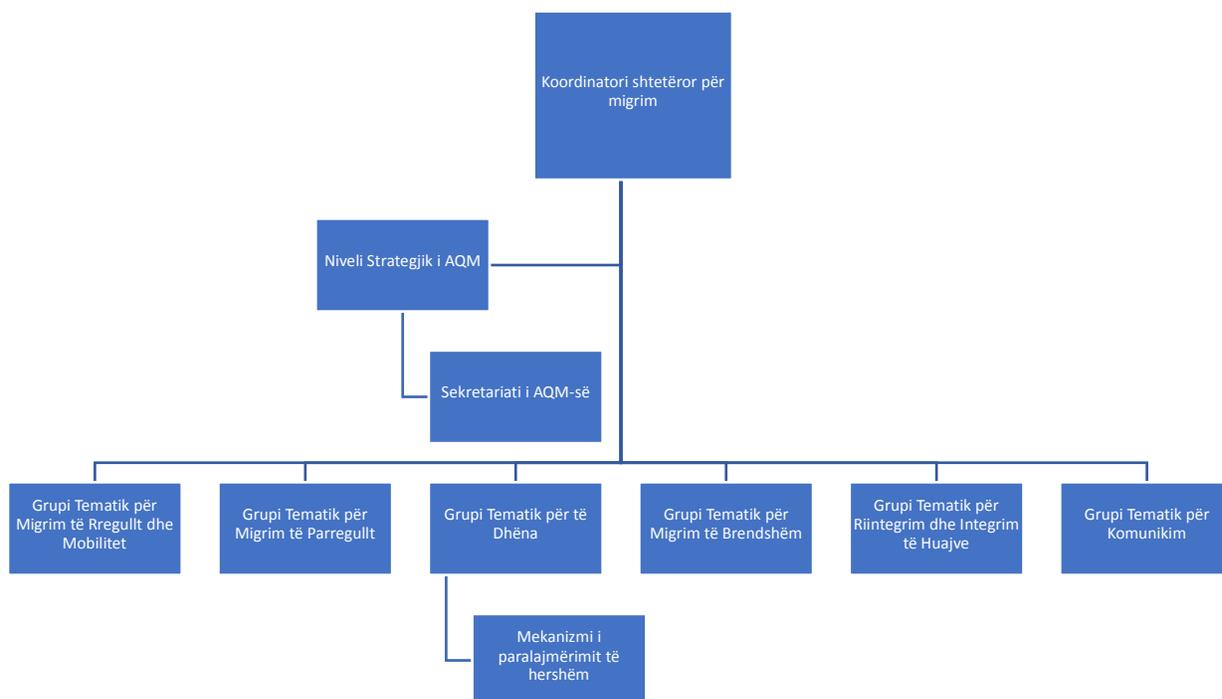 Koordinatori shtetëror për
migrim
Niveli Strategjik i AQM
Sekretariati i AQM-së
Grupi Tematik për
Migrim të Rregullt dhe
Mobilitet
Grupi Tematik për
Migrim të Parregullt
Grupi Tematik për të
Dhëna
Grupi Tematik për
Migrim të Brendshëm
Grupi Tematik për
Riintegrim dhe Integrim
të Huajve
Grupi Tematik për
Komunikim
Mekanizmi i
paralajmërimit të
hershëm